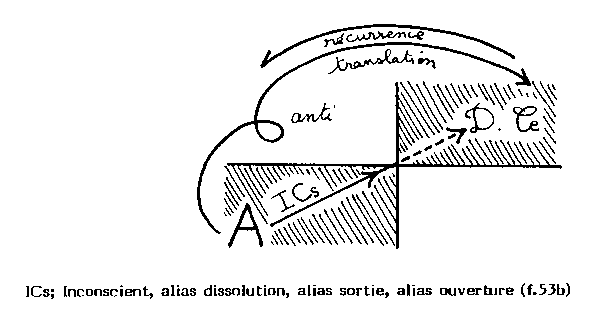 récurrence
translation
anti
D. Ce
ICs
A
ICs; Inconscient, alias dissolution, alias sortie, alias ouverture (f.53b)